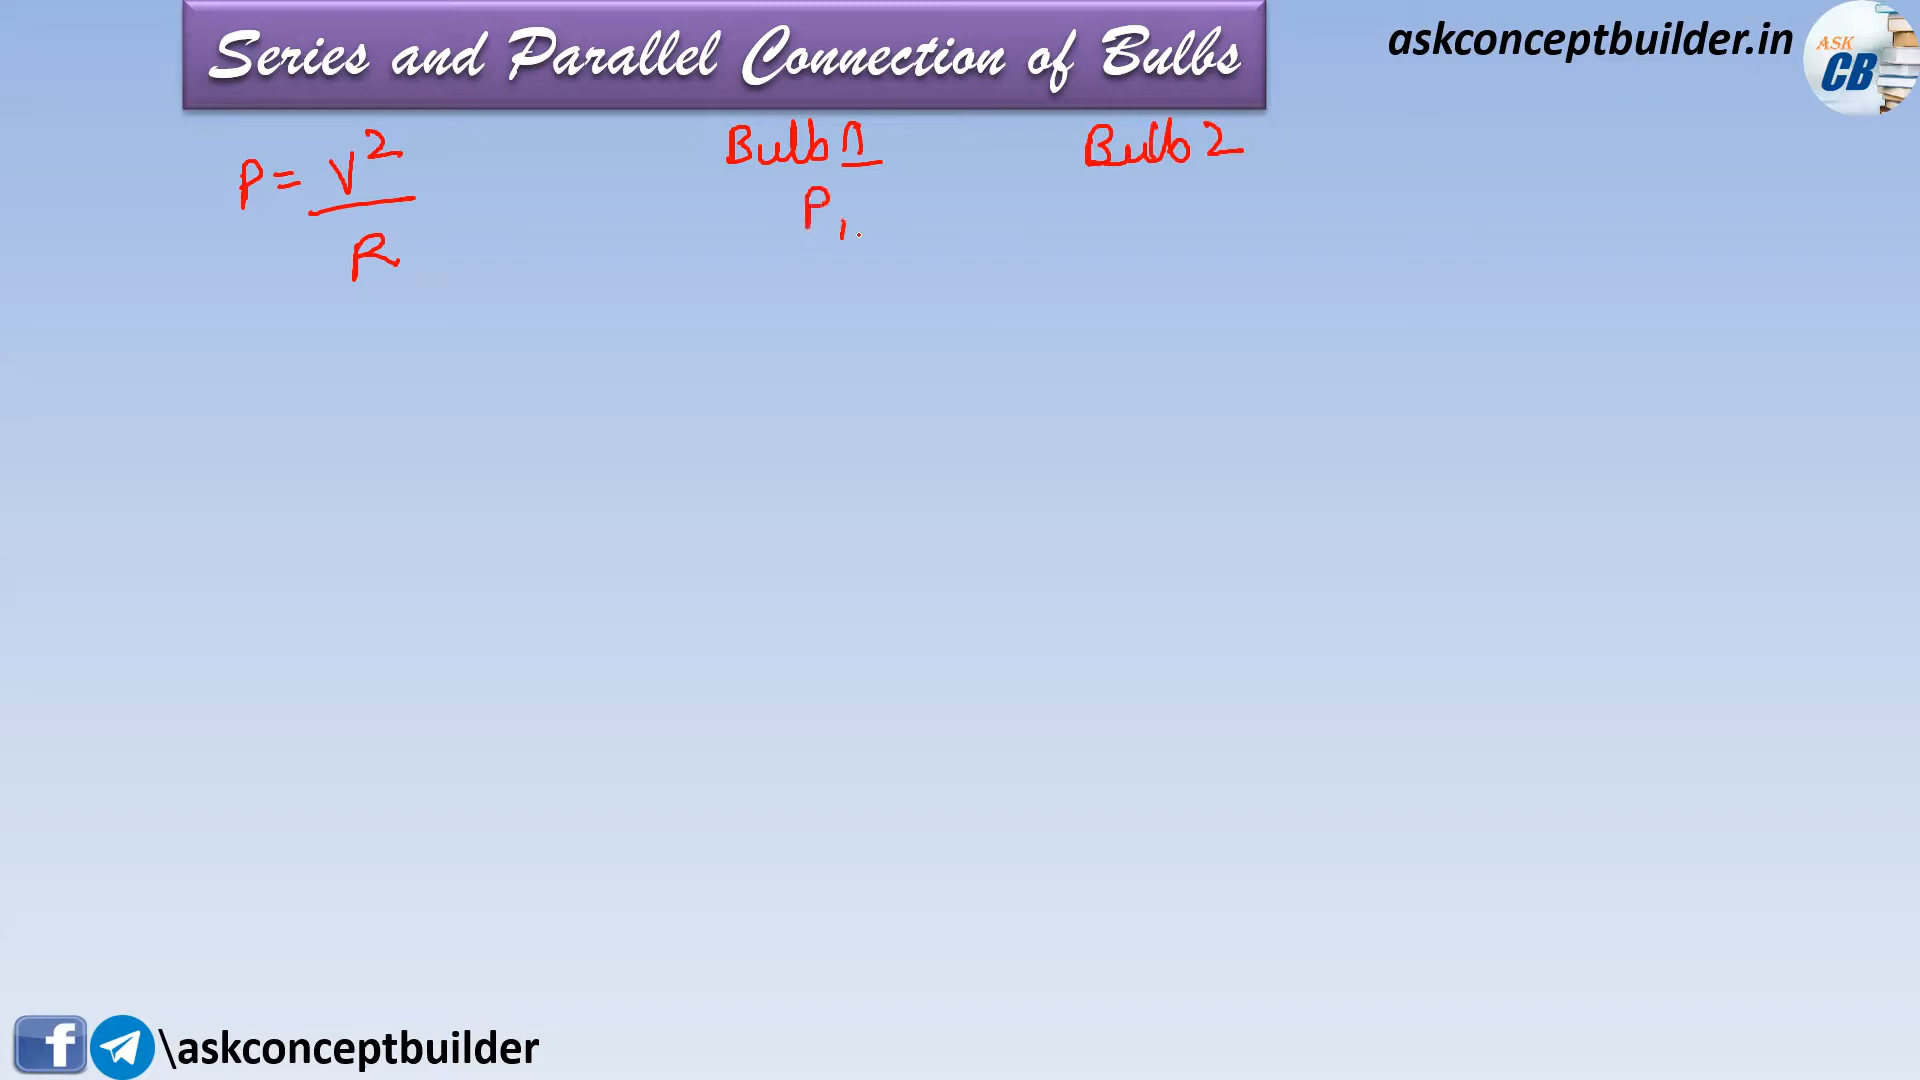 Series and Parallel Connection of Bulbs
askconceptbuilder.in
ASK
CB
P = V²
R
Bulb 1
Bulb 2
P₁
\askconceptbuilder